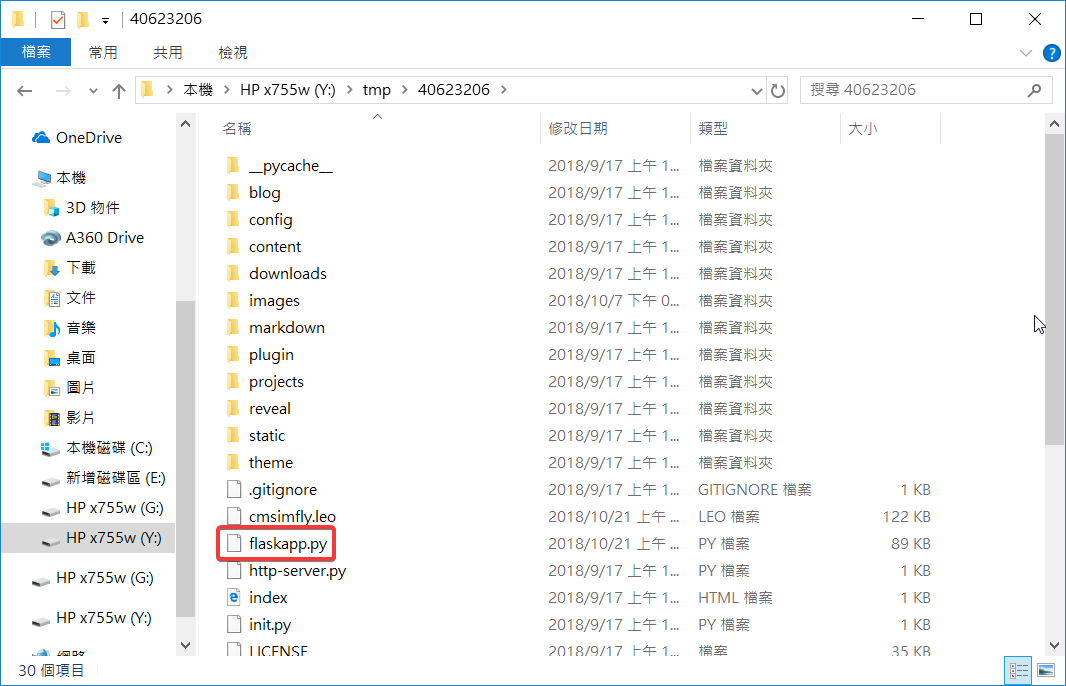 40623206
檔案 常用 共用 檢視
本機 HP x755w (Y:) tmp 40623206
搜尋 40623206
OneDrive
本機
3D 物件
A360 Drive
下載
文件
音樂
桌面
圖片
影片
本機磁碟 (C:)
新增磁碟區 (E:)
HP x755w (G:)
HP x755w (Y:)
HP x755w (G:)
HP x755w (Y:)
網路
名稱 修改日期 類型 大小
__pycache__ 2018/9/17 上午 1... 檔案資料夾
blog 2018/9/17 上午 1... 檔案資料夾
config 2018/9/17 上午 1... 檔案資料夾
content 2018/9/17 上午 1... 檔案資料夾
downloads 2018/9/17 上午 1... 檔案資料夾
images 2018/10/7 下午 0... 檔案資料夾
markdown 2018/9/17 上午 1... 檔案資料夾
plugin 2018/9/17 上午 1... 檔案資料夾
projects 2018/9/17 上午 1... 檔案資料夾
reveal 2018/9/17 上午 1... 檔案資料夾
static 2018/9/17 上午 1... 檔案資料夾
theme 2018/9/17 上午 1... 檔案資料夾
.gitignore 2018/9/17 上午 1... GITIGNORE 檔案 1 KB
cmsimfly.leo 2018/10/21 上午 ... LEO 檔案 122 KB
flaskapp.py 2018/10/21 上午 ... PY 檔案 89 KB
http-server.py 2018/9/17 上午 1... PY 檔案 1 KB
index 2018/9/17 上午 1... HTML 檔案 1 KB
init.py 2018/9/17 上午 1... PY 檔案 1 KB
LICENSE 2018/9/17 上午 1... 檔案 35 KB
30 個項目